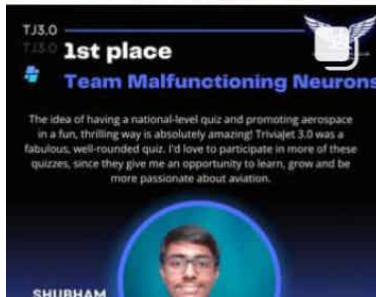 TJ3.0
TJ3.0
1st place
Team Malfunctioning Neurons
The idea of having a national-level quiz and promoting aerospace
in a fun, thrilling way is absolutely amazing! TriviaJet 3.0 was a
fabulous, well-rounded quiz. I'd love to participate in more of these
quizzes, since they give me an opportunity to learn, grow and be
more passionate about aviation.
SHUBHAM